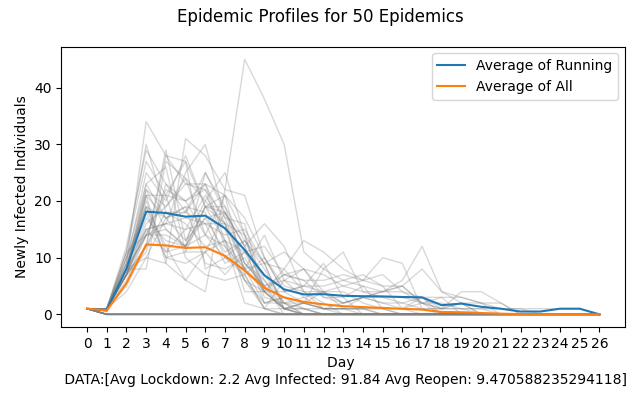 Epidemic Profiles for 50 Epidemics
Average of Running
Average of All
Newly Infected Individuals
40
30
20
10
0
0 1 2 3 4 5 6 7 8 9 10 11 12 13 14 15 16 17 18 19 20 21 22 23 24 25 26
Day
DATA:[Avg Lockdown: 2.2 Avg Infected: 91.84 Avg Reopen: 9.470588235294118]